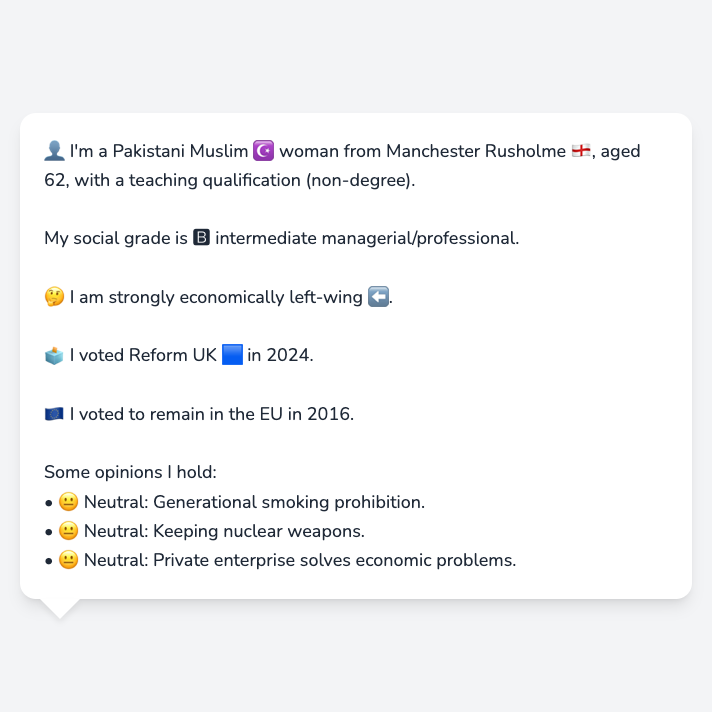 👤 I'm a Pakistani Muslim ☪️ woman from Manchester Rusholme 🏴󠁧󠁢󠁥󠁮󠁧󠁿, aged
62, with a teaching qualification (non-degree).
My social grade is 🅱 intermediate managerial/professional.
🤔 I am strongly economically left-wing ⬅️.
🗳️ I voted Reform UK 🟦 in 2024.
🇪🇺 I voted to remain in the EU in 2016.
Some opinions I hold:
• 😐 Neutral: Generational smoking prohibition.
• 😐 Neutral: Keeping nuclear weapons.
• 😐 Neutral: Private enterprise solves economic problems.